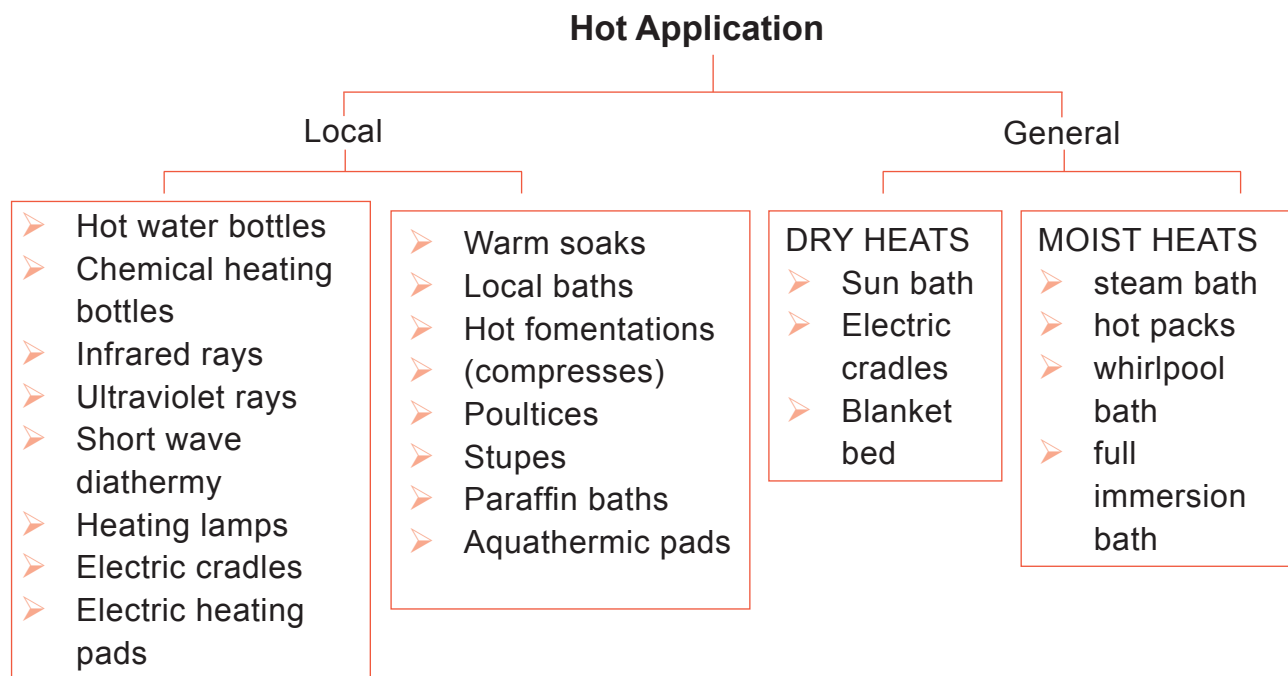 Hot Application
Local
General
➢ Hot water bottles
➢ Chemical heating
bottles
➢ Infrared rays
➢ Ultraviolet rays
➢ Short wave
diathermy
➢ Heating lamps
➢ Electric cradles
➢ Electric heating
pads
➢ Warm soaks
➢ Local baths
➢ Hot fomentations
➢ (compresses)
➢ Poultices
➢ Stupes
➢ Paraffin baths
➢ Aquathermic pads
DRY HEATS
➢ Sun bath
➢ Electric
cradles
➢ Blanket
bed
MOIST HEATS
➢ steam bath
➢ hot packs
➢ whirlpool
bath
➢ full
immersion
bath